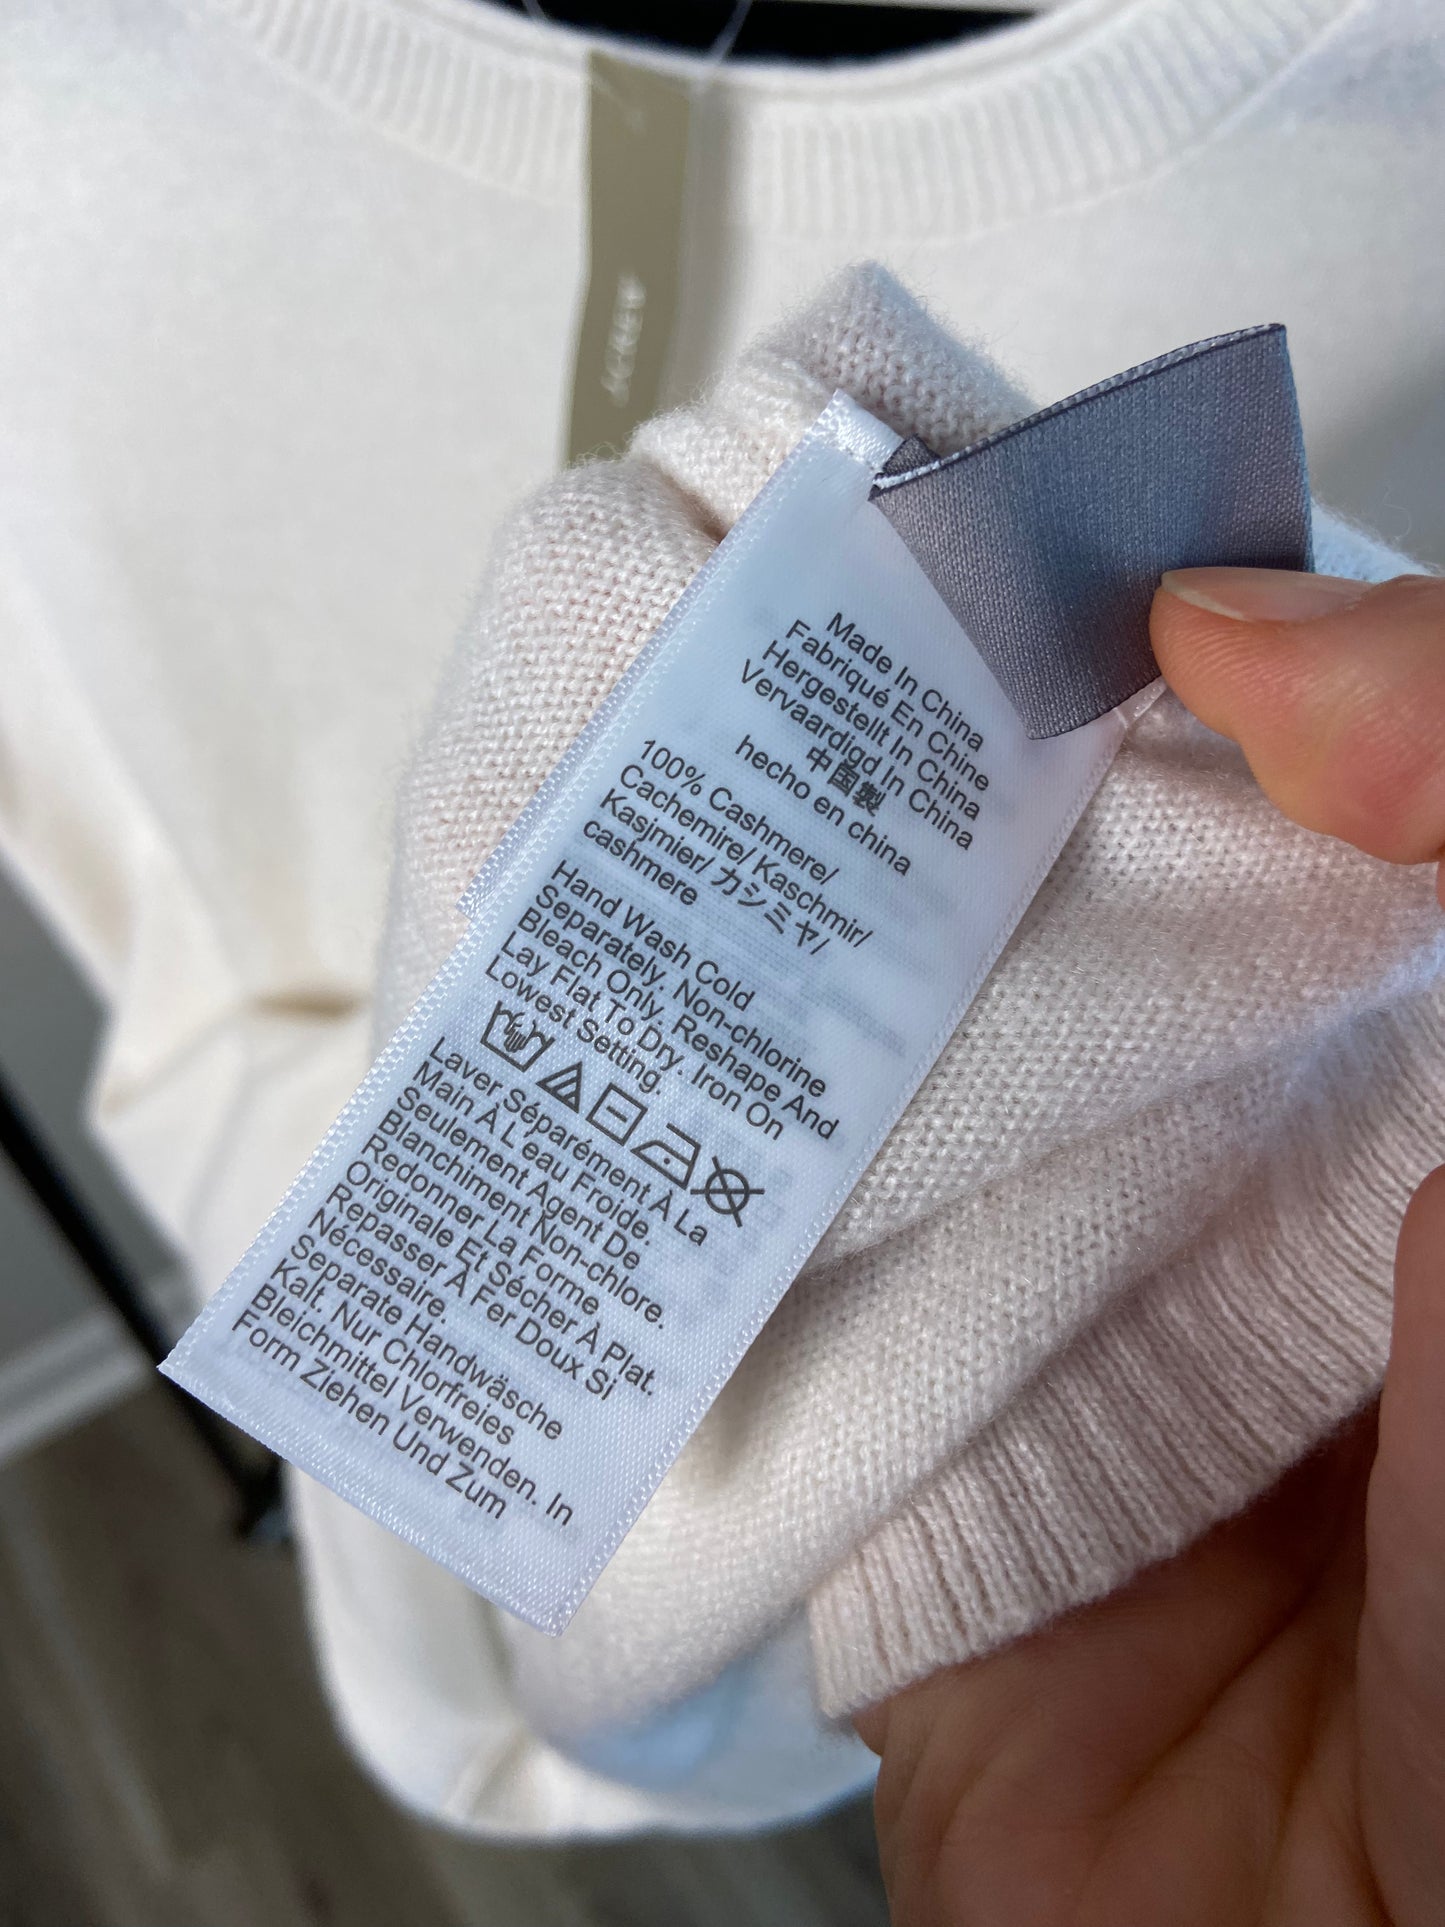 J.CREW
Made In China
Fabriqué En Chine
Hergestellt In China
Vervaardigd In China
中国製
hecho en china
100% Cashmere/
Cachemire/ Kaschmir/
Kasjmier/ カシミヤ/
cashmere
Hand Wash Cold
Separately. Non-chlorine
Bleach Only. Reshape And
Lay Flat To Dry. Iron On
Lowest Setting.
Laver Séparément À La
Main À L'eau Froide.
Seulement Agent De
Blanchiment Non-chlore.
Redonner La Forme
Originale Et Sécher À Plat.
Repasser À Fer Doux Si
Nécessaire.
Separate Handwäsche
Kalt. Nur Chlorfreies
Bleichmittel Verwenden. In
Form Ziehen Und Zum